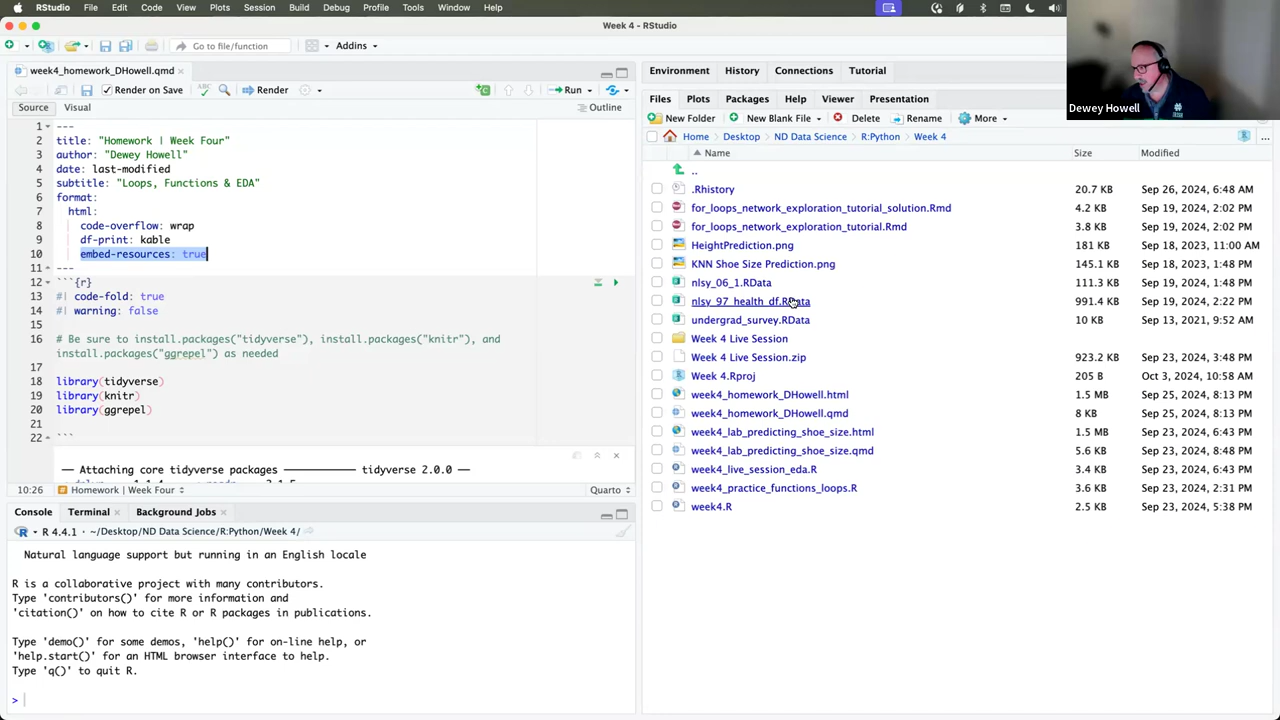 RStudio File Edit Code View Plots Session Build Debug Profile Tools Window Help
Week 4 - RStudio
Go to file/function Addins
week4_homework_DHowell.qmd
Render on Save Render Run
Source Visual Outline
1 ---
2 title: "Homework | Week Four"
3 author: "Dewey Howell"
4 date: last-modified
5 subtitle: "Loops, Functions & EDA"
6 format:
7 html:
8 code-overflow: wrap
9 df-print: kable
10 embed-resources: true
11 ---
12 ```{r}
13 #| code-fold: true
14 #| warning: false
15
16 # Be sure to install.packages("tidyverse"), install.packages("knitr"), and
install.packages("ggrepel") as needed
17
18 library(tidyverse)
19 library(knitr)
20 library(ggrepel)
21
22 ```
── Attaching core tidyverse packages ──────────── tidyverse 2.0.0 ──
10:26 Homework | Week Four Quarto
Console Terminal Background Jobs
R 4.4.1 · ~/Desktop/ND Data Science/R:Python/Week 4/
Natural language support but running in an English locale
R is a collaborative project with many contributors.
Type 'contributors()' for more information and
'citation()' on how to cite R or R packages in publications.
Type 'demo()' for some demos, 'help()' for on-line help, or
'help.start()' for an HTML browser interface to help.
Type 'q()' to quit R.
>
Environment History Connections Tutorial
Files Plots Packages Help Viewer Presentation
New Folder New Blank File Delete Rename More
Home Desktop ND Data Science R:Python Week 4
Name Size Modified
..
.Rhistory 20.7 KB Sep 26, 2024, 6:48 AM
for_loops_network_exploration_tutorial_solution.Rmd 4.2 KB Sep 19, 2024, 2:02 PM
for_loops_network_exploration_tutorial.Rmd 3.8 KB Sep 19, 2024, 2:02 PM
HeightPrediction.png 181 KB Sep 18, 2023, 11:00 AM
KNN Shoe Size Prediction.png 145.1 KB Sep 18, 2023, 1:48 PM
nlsy_06_1.RData 111.3 KB Sep 19, 2024, 2:02 PM
nlsy_97_health_df.RData 991.4 KB Sep 19, 2024, 2:22 PM
undergrad_survey.RData 10 KB Sep 13, 2021, 9:52 AM
Week 4 Live Session
Week 4 Live Session.zip 923.2 KB Sep 23, 2024, 3:48 PM
Week 4.Rproj 205 B Oct 3, 2024, 10:58 AM
week4_homework_DHowell.html 1.5 MB Sep 25, 2024, 8:13 PM
week4_homework_DHowell.qmd 8 KB Sep 25, 2024, 8:13 PM
week4_lab_predicting_shoe_size.html 1.5 MB Sep 23, 2024, 6:43 PM
week4_lab_predicting_shoe_size.qmd 5.6 KB Sep 23, 2024, 8:48 PM
week4_live_session_eda.R 3.4 KB Sep 23, 2024, 6:43 PM
week4_practice_functions_loops.R 3.6 KB Sep 23, 2024, 2:31 PM
week4.R 2.5 KB Sep 23, 2024, 5:38 PM
Dewey Howell